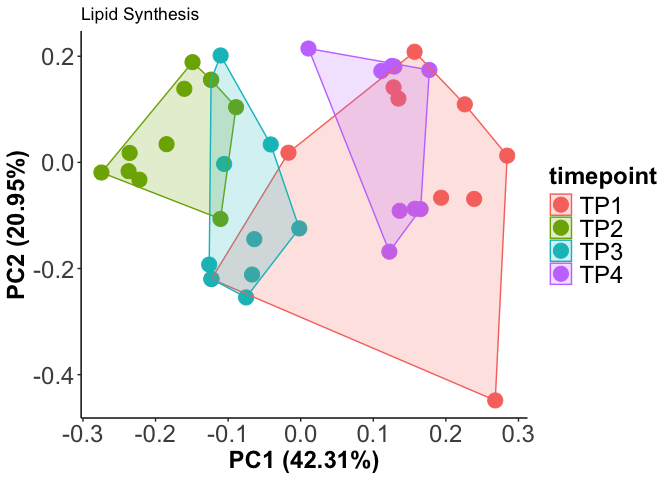 Lipid Synthesis
PC2 (20.95%)
0.2
0.0
-0.2
-0.4
-0.3 -0.2 -0.1 0.0 0.1 0.2 0.3
PC1 (42.31%)
timepoint
TP1
TP2
TP3
TP4